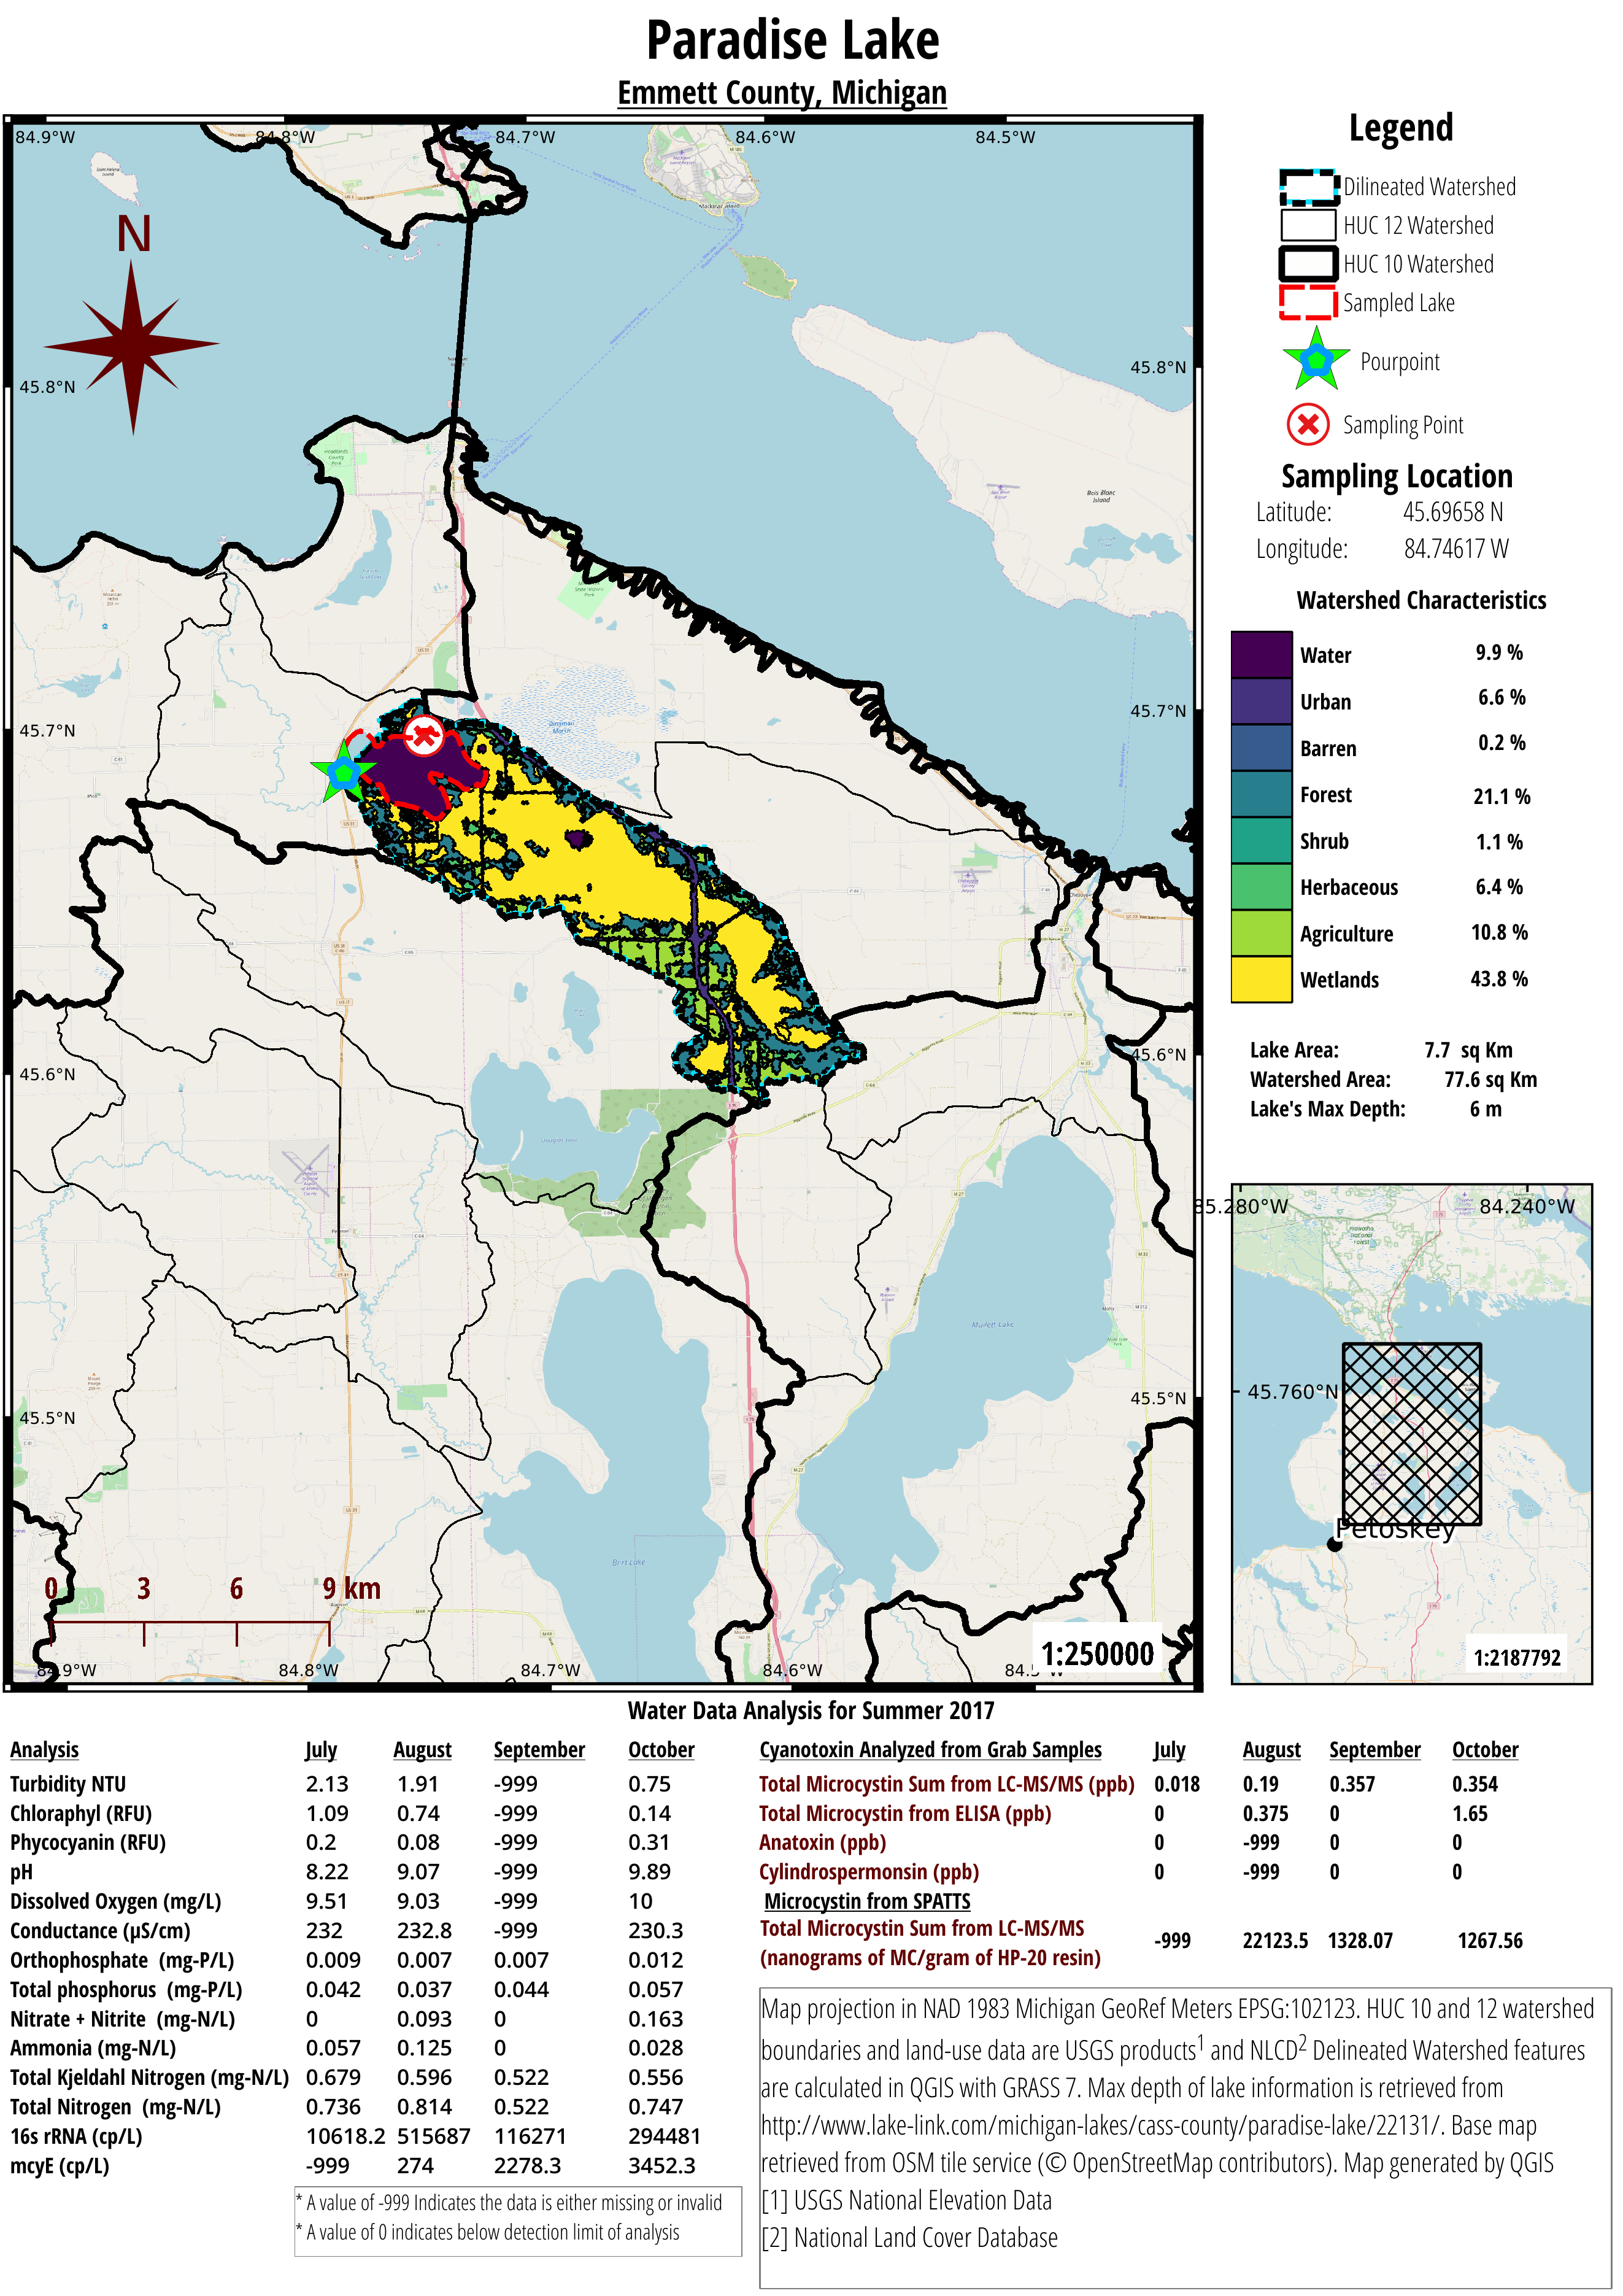 Paradise Lake
Emmett County, Michigan
84.9°W 84.8°W 84.7°W 84.6°W 84.5°W
N
45.8°N 45.8°N
45.7°N 45.7°N
45.6°N 45.6°N
45.5°N 45.5°N
Mackinac Island
Bois Blanc
Island
Dingman
Marsh
Douglas Lake
Mullett Lake
Burt Lake
0 3 6 9 km
1:250000
84.9°W 84.8°W 84.7°W 84.6°W
Legend
Dilineated Watershed
HUC 12 Watershed
HUC 10 Watershed
Sampled Lake
Pourpoint
Sampling Point
Sampling Location
Latitude: 45.69658 N
Longitude: 84.74617 W
Watershed Characteristics
Water 9.9 %
Urban 6.6 %
Barren 0.2 %
Forest 21.1 %
Shrub 1.1 %
Herbaceous 6.4 %
Agriculture 10.8 %
Wetlands 43.8 %
Lake Area: 7.7 sq Km
Watershed Area: 77.6 sq Km
Lake's Max Depth: 6 m
85.280°W 84.240°W
45.760°N
Petoskey
1:2187792
Water Data Analysis for Summer 2017
Analysis July August September October
Turbidity NTU 2.13 1.91 -999 0.75
Chloraphyl (RFU) 1.09 0.74 -999 0.14
Phycocyanin (RFU) 0.2 0.08 -999 0.31
pH 8.22 9.07 -999 9.89
Dissolved Oxygen (mg/L) 9.51 9.03 -999 10
Conductance (µS/cm) 232 232.8 -999 230.3
Orthophosphate (mg-P/L) 0.009 0.007 0.007 0.012
Total phosphorus (mg-P/L) 0.042 0.037 0.044 0.057
Nitrate + Nitrite (mg-N/L) 0 0.093 0 0.163
Ammonia (mg-N/L) 0.057 0.125 0 0.028
Total Kjeldahl Nitrogen (mg-N/L) 0.679 0.596 0.522 0.556
Total Nitrogen (mg-N/L) 0.736 0.814 0.522 0.747
16s rRNA (cp/L) 10618.2 515687 116271 294481
mcyE (cp/L) -999 274 2278.3 3452.3
* A value of -999 Indicates the data is either missing or invalid
* A value of 0 indicates below detection limit of analysis
Cyanotoxin Analyzed from Grab Samples July August September October
Total Microcystin Sum from LC-MS/MS (ppb) 0.018 0.19 0.357 0.354
Total Microcystin from ELISA (ppb) 0 0.375 0 1.65
Anatoxin (ppb) 0 -999 0 0
Cylindrospermonsin (ppb) 0 -999 0 0
Microcystin from SPATTS
Total Microcystin Sum from LC-MS/MS
(nanograms of MC/gram of HP-20 resin) -999 22123.5 1328.07 1267.56
Map projection in NAD 1983 Michigan GeoRef Meters EPSG:102123. HUC 10 and 12 watershed
boundaries and land-use data are USGS products1 and NLCD2 Delineated Watershed features
are calculated in QGIS with GRASS 7. Max depth of lake information is retrieved from
http://www.lake-link.com/michigan-lakes/cass-county/paradise-lake/22131/. Base map
retrieved from OSM tile service (© OpenStreetMap contributors). Map generated by QGIS
[1] USGS National Elevation Data
[2] National Land Cover Database